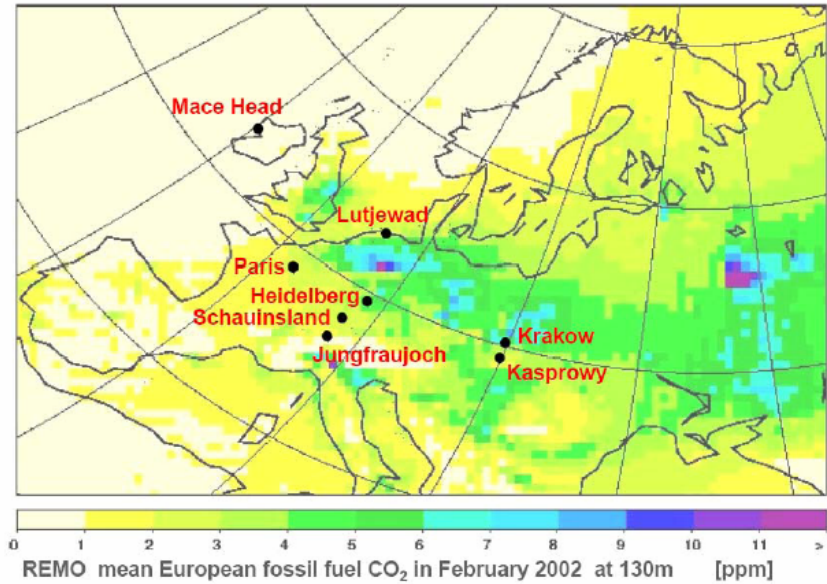 Mace Head
Lutjewad
Paris
Heidelberg
Schauinsland
Jungfraujoch
Krakow
Kasprowy
0 1 2 3 4 5 6 7 8 9 10 11 >
REMO mean European fossil fuel CO₂ in February 2002 at 130m [ppm]